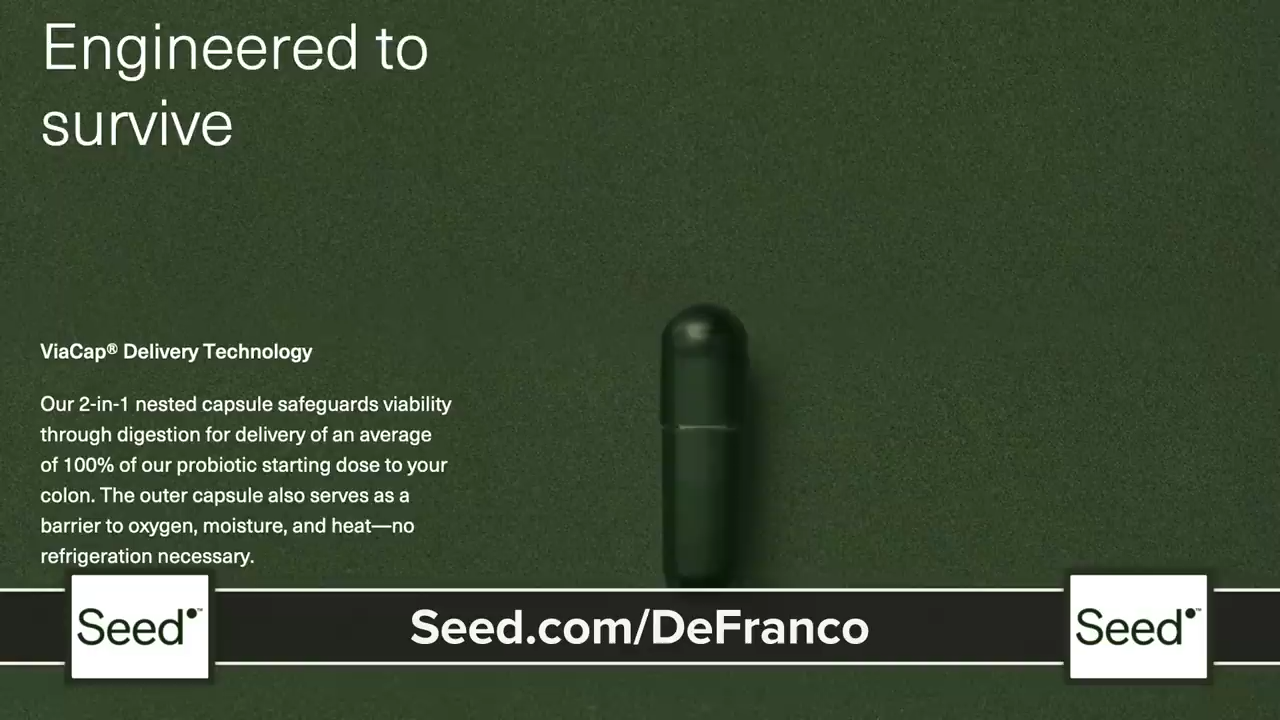 Engineered to
survive
ViaCap® Delivery Technology
Our 2-in-1 nested capsule safeguards viability
through digestion for delivery of an average
of 100% of our probiotic starting dose to your
colon. The outer capsule also serves as a
barrier to oxygen, moisture, and heat—no
refrigeration necessary.
Seed™
Seed.com/DeFranco
Seed™